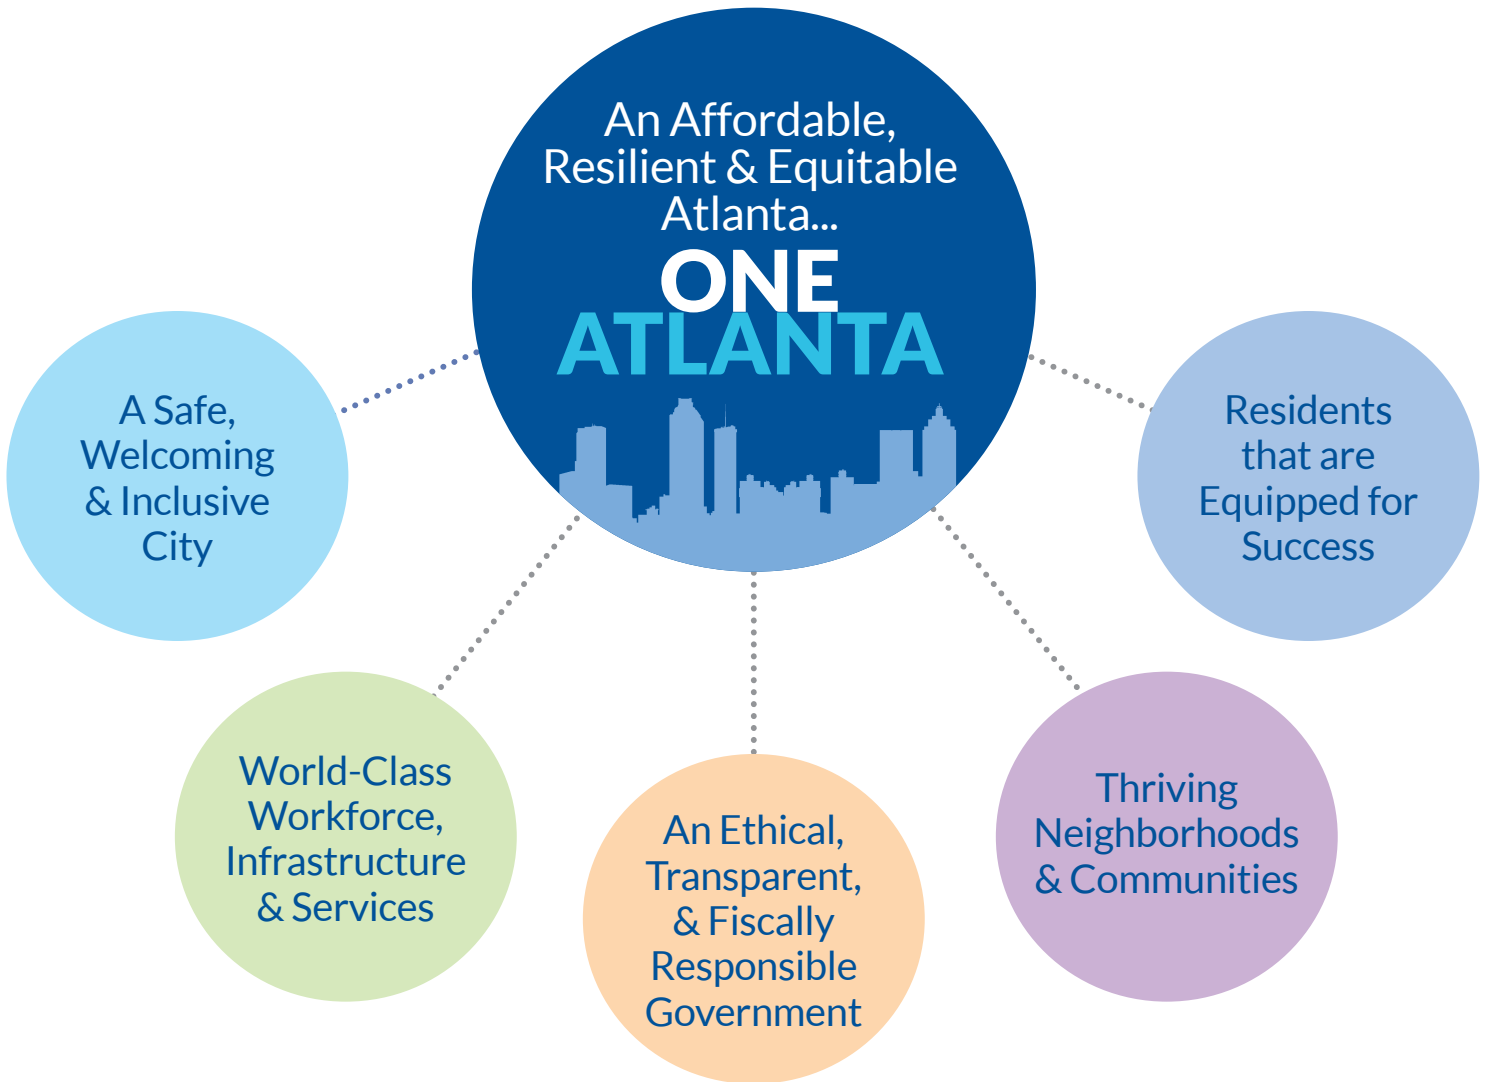 An Affordable,
Resilient & Equitable
Atlanta...
ONE
ATLANTA
A Safe,
Welcoming
& Inclusive
City
World-Class
Workforce,
Infrastructure
& Services
An Ethical,
Transparent,
& Fiscally
Responsible
Government
Thriving
Neighborhoods
& Communities
Residents
that are
Equipped for
Success